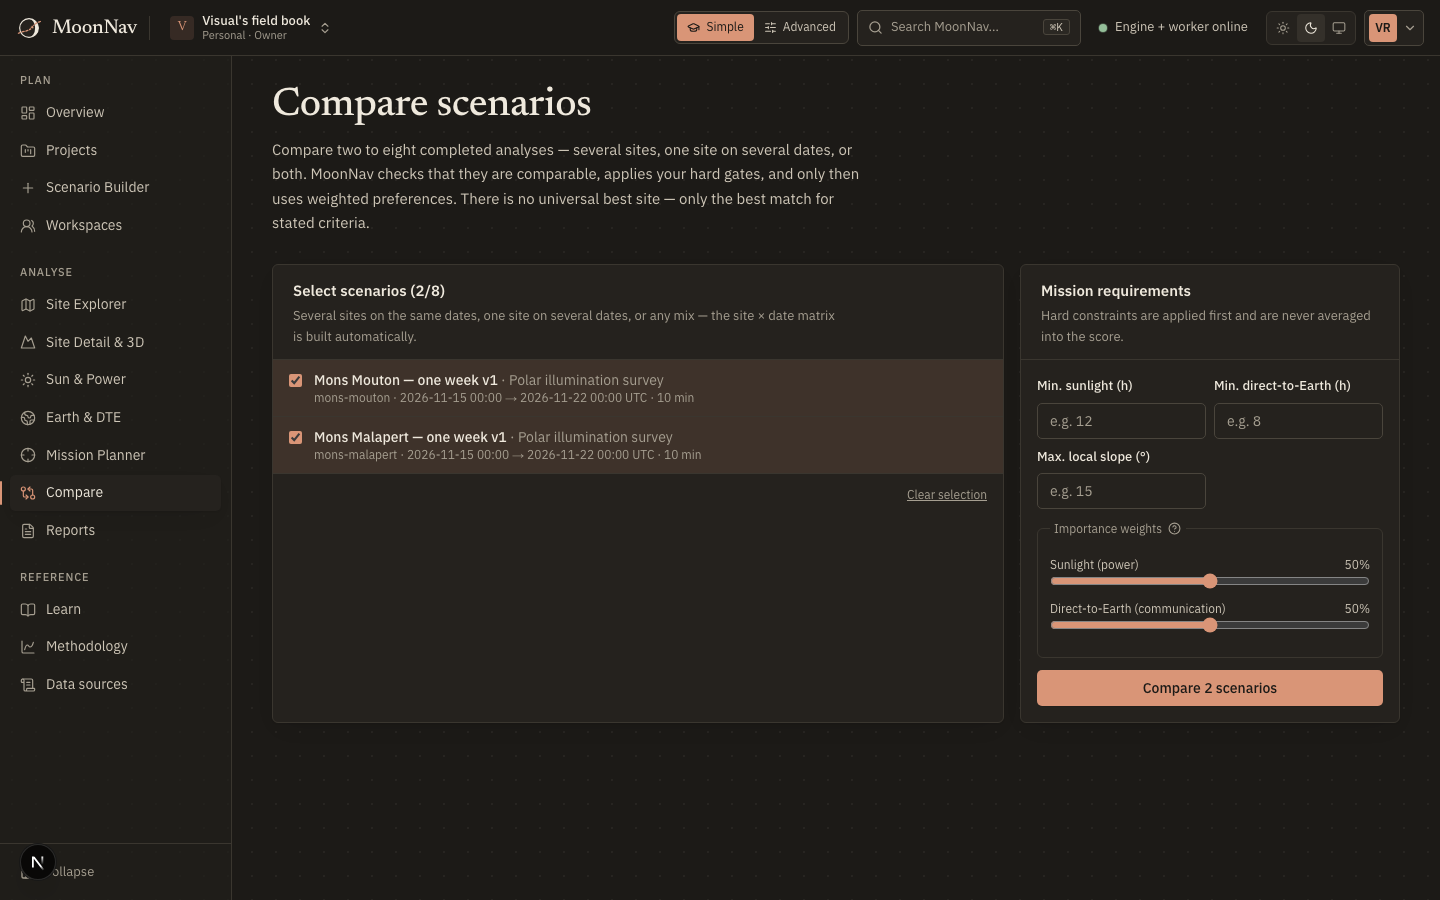 MoonNav
V
Visual's field book
Personal · Owner
Simple
Advanced
Search MoonNav...
⌘K
Engine + worker online
VR
PLAN
Overview
Projects
Scenario Builder
Workspaces
ANALYSE
Site Explorer
Site Detail & 3D
Sun & Power
Earth & DTE
Mission Planner
Compare
Reports
REFERENCE
Learn
Methodology
Data sources
N
ollapse
Compare scenarios
Compare two to eight completed analyses — several sites, one site on several dates, or
both. MoonNav checks that they are comparable, applies your hard gates, and only then
uses weighted preferences. There is no universal best site — only the best match for
stated criteria.
Select scenarios (2/8)
Several sites on the same dates, one site on several dates, or any mix — the site × date matrix
is built automatically.
Mons Mouton — one week v1 · Polar illumination survey
mons-mouton · 2026-11-15 00:00 → 2026-11-22 00:00 UTC · 10 min
Mons Malapert — one week v1 · Polar illumination survey
mons-malapert · 2026-11-15 00:00 → 2026-11-22 00:00 UTC · 10 min
Clear selection
Mission requirements
Hard constraints are applied first and are never averaged
into the score.
Min. sunlight (h)
Min. direct-to-Earth (h)
e.g. 12
e.g. 8
Max. local slope (°)
e.g. 15
Importance weights
Sunlight (power)
50%
Direct-to-Earth (communication)
50%
Compare 2 scenarios